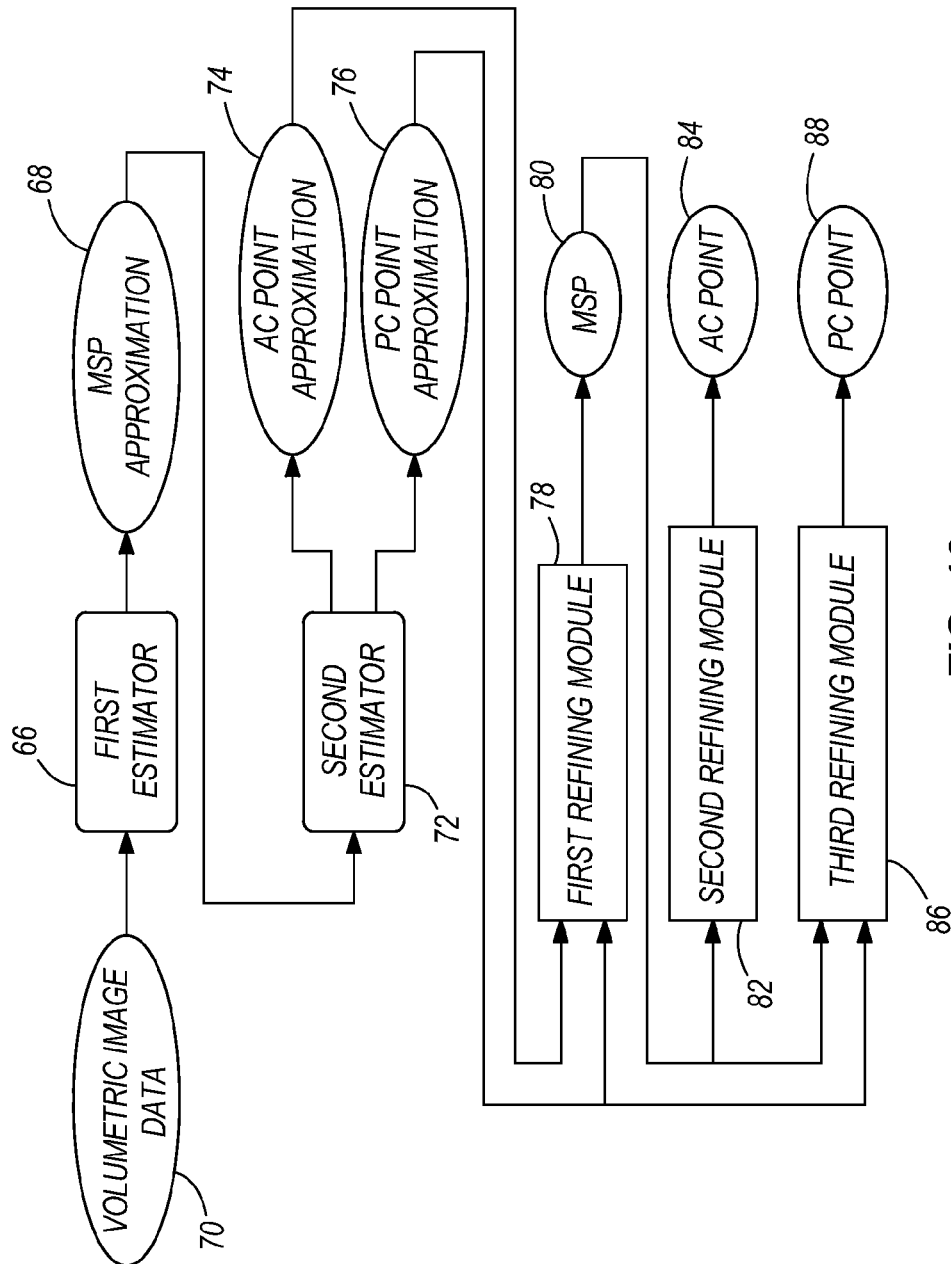 VOLUMETRIC IMAGE
DATA
70
FIRST
ESTIMATOR
66
MSP
APPROXIMATION
68
SECOND
ESTIMATOR
72
AC POINT
APPROXIMATION
74
PC POINT
APPROXIMATION
76
FIRST REFINING MODULE
78
MSP
80
SECOND REFINING MODULE
82
AC POINT
84
THIRD REFINING MODULE
86
PC POINT
88